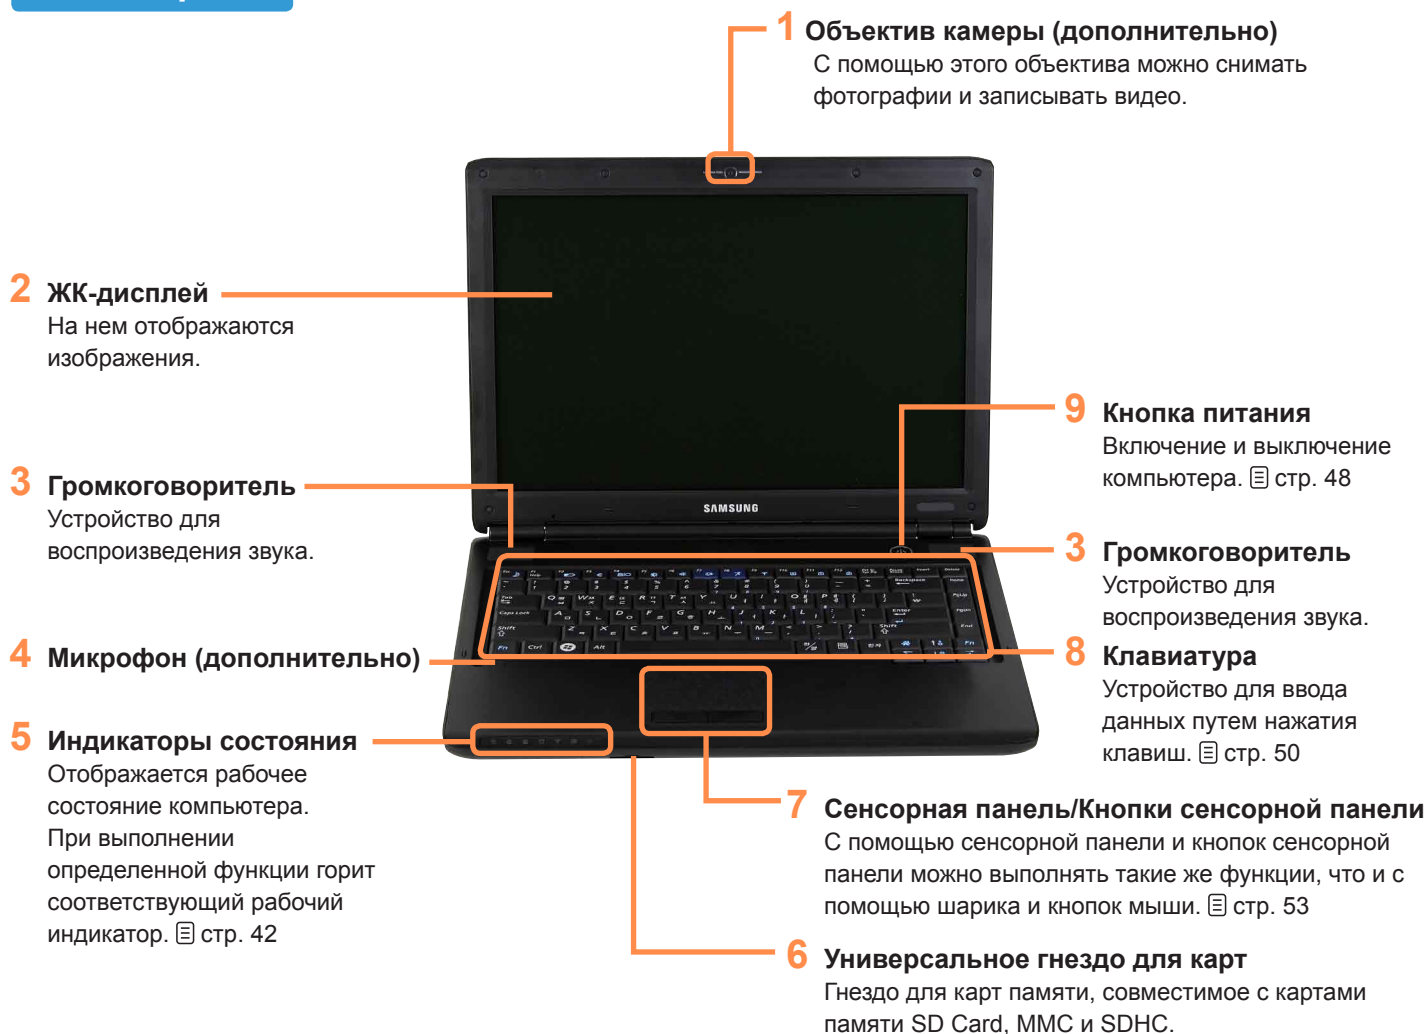 1 Объектив камеры (дополнительно)
С помощью этого объектива можно снимать
фотографии и записывать видео.
2 ЖК-дисплей
На нем отображаются
изображения.
3 Громкоговоритель
Устройство для
воспроизведения звука.
4 Микрофон (дополнительно)
5 Индикаторы состояния
Отображается рабочее
состояние компьютера.
При выполнении
определенной функции горит
соответствующий рабочий
индикатор. стр. 42
SAMSUNG
9 Кнопка питания
Включение и выключение
компьютера. стр. 48
3 Громкоговоритель
Устройство для
воспроизведения звука.
8 Клавиатура
Устройство для ввода
данных путем нажатия
клавиш. стр. 50
7 Сенсорная панель/Кнопки сенсорной панели
С помощью сенсорной панели и кнопок сенсорной
панели можно выполнять такие же функции, что и с
помощью шарика и кнопок мыши. стр. 53
6 Универсальное гнездо для карт
Гнездо для карт памяти, совместимое с картами
памяти SD Card, MMC и SDHC.